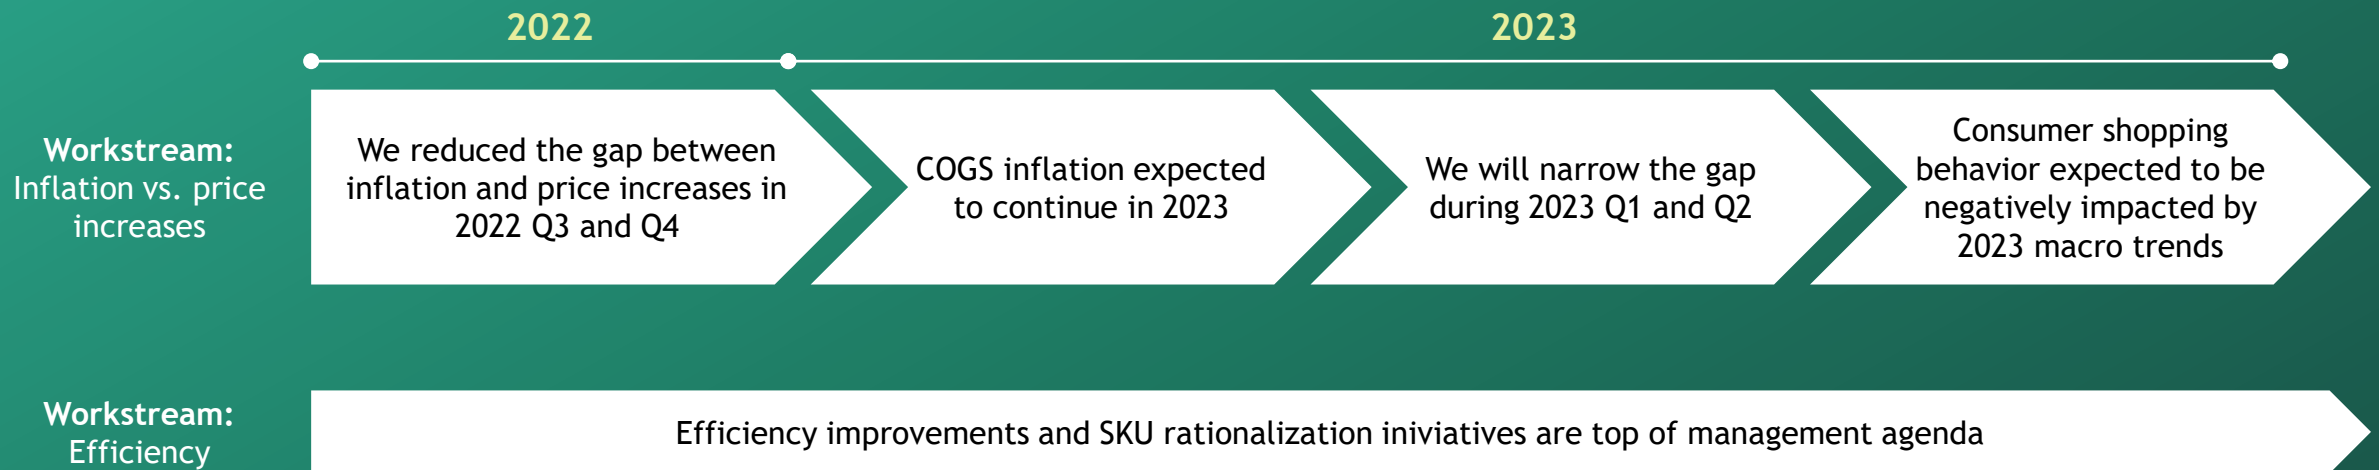 2022
2023
Workstream:
Inflation vs. price
increases
We reduced the gap between
inflation and price increases in
2022 Q3 and Q4
COGS inflation expected
to continue in 2023
We will narrow the gap
during 2023 Q1 and Q2
Consumer shopping
behavior expected to be
negatively impacted by
2023 macro trends
Workstream:
Efficiency
Efficiency improvements and SKU rationalization iniviatives are top of management agenda